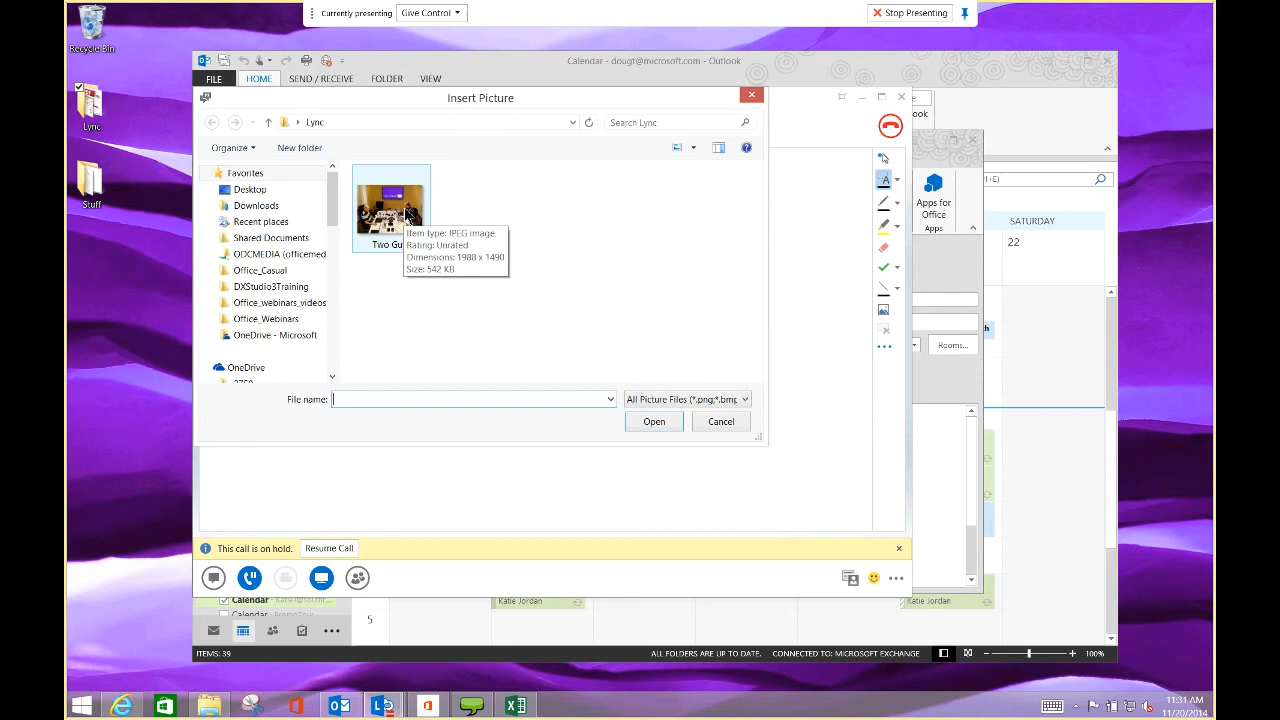 Currently presenting Give Control Stop Presenting
Recycle Bin
Lync
Stuff
Calendar - dougt@microsoft.com - Outlook
FILE HOME SEND / RECEIVE FOLDER VIEW
Insert Picture
Lync
Search Lync
Organize New folder
Favorites
Desktop
Downloads
Recent places
Shared Documents
ODCMEDIA (officemed
Office_Casual
DXStudio3Training
Office_webinars_videos
Office_Webinars
OneDrive - Microsoft
OneDrive
Two Gu
Item type: JPEG image
Rating: Unrated
Dimensions: 1988 x 1490
Size: 542 KB
File name:
All Picture Files (*.png;*.bmp
Open Cancel
Apps for
Office
Apps
Rooms...
SATURDAY
22
This call is on hold. Resume Call
Katie Jordan
Katie Jordan
5
ITEMS: 39
ALL FOLDERS ARE UP TO DATE. CONNECTED TO: MICROSOFT EXCHANGE
100%
11:31 AM
11/20/2014